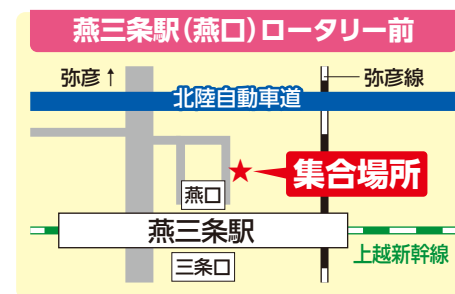 燕三条駅(燕口)ロータリー前
弥彦↑
弥彦線
北陸自動車道
集合場所
燕口
燕三条駅
三条口
上越新幹線